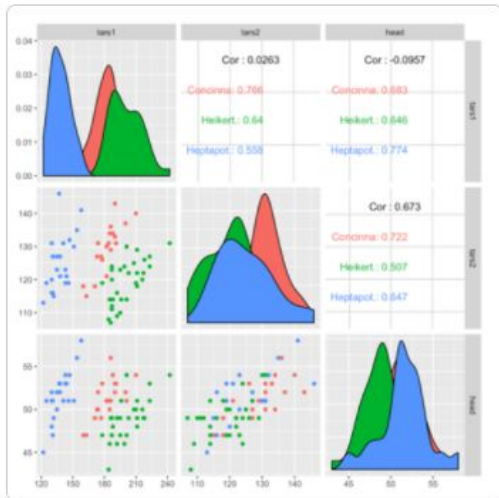 tars1 tars2 head
0.04
0.03
0.02
0.01
0.00
Cor : 0.0263
Concinna: 0.766
Heikert.: 0.64
Heptapot.: 0.558
Cor : -0.0957
Concinna: 0.683
Heikert.: 0.646
Heptapot.: 0.774
tars1
140
130
120
110
Cor : 0.673
Concinna: 0.722
Heikert.: 0.507
Heptapot.: 0.647
tars2
55
50
45
head
120 150 180 210 240 110 120 130 140 45 50 55